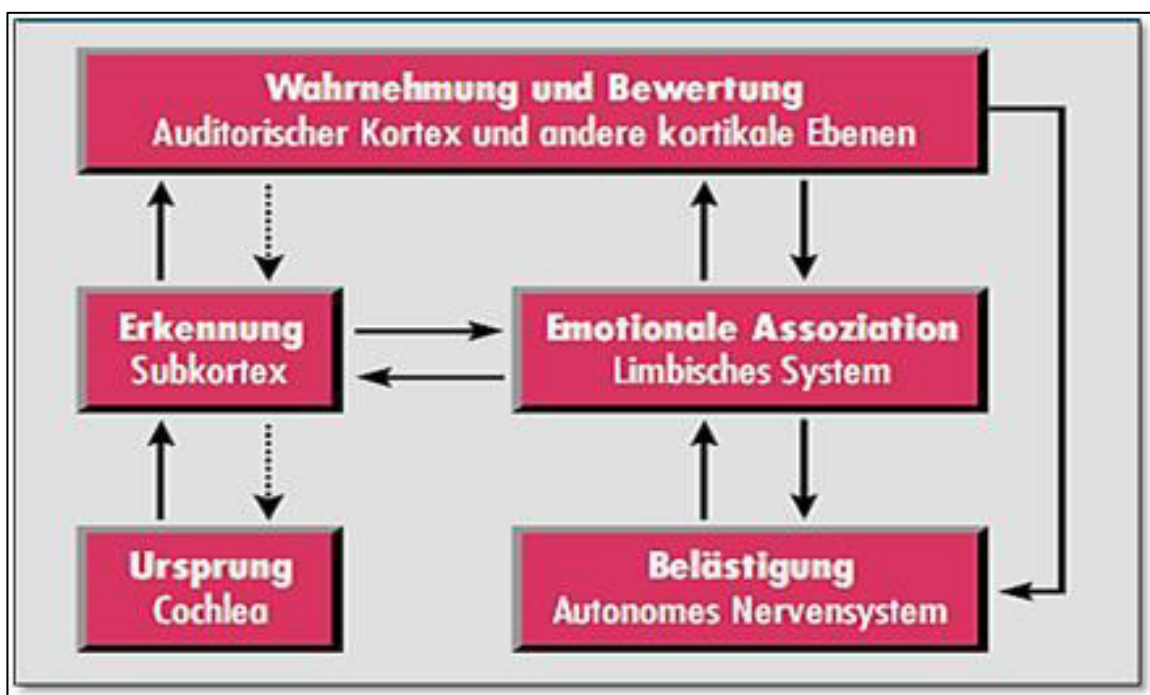 Wahrnehmung und Bewertung
Auditorischer Kortex und andere kortikale Ebenen
Erkennung
Subkortex
Emotionale Assoziation
Limbisches System
Ursprung
Cochlea
Belästigung
Autonomes Nervensystem